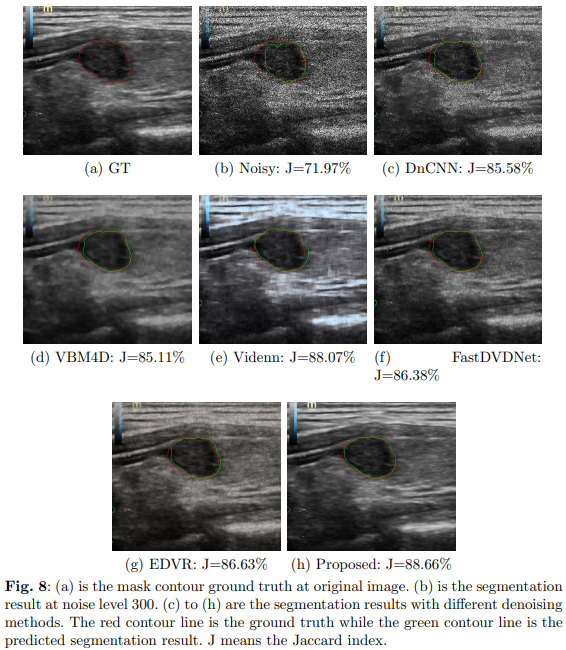 (a) GT
(b) Noisy: J=71.97%
(c) DnCNN: J=85.58%
(d) VBM4D: J=85.11%
(e) Videnn: J=88.07%
(f) FastDVDNet:
J=86.38%
(g) EDVR: J=86.63%
(h) Proposed: J=88.66%
Fig. 8: (a) is the mask contour ground truth at original image. (b) is the segmentation
result at noise level 300. (c) to (h) are the segmentation results with different denoising
methods. The red contour line is the ground truth while the green contour line is the
predicted segmentation result. J means the Jaccard index.